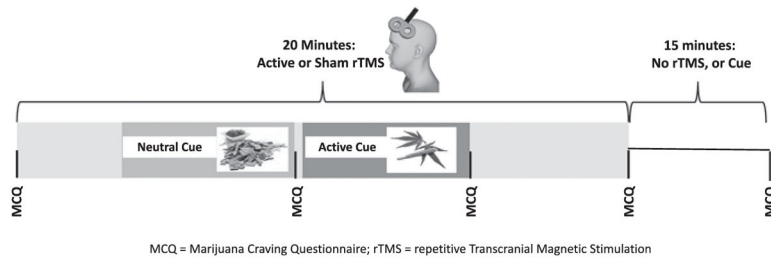 20 Minutes:
Active or Sham rTMS
15 minutes:
No rTMS, or Cue
Neutral Cue
Active Cue
MCQ
MCQ
MCQ
MCQ
MCQ
MCQ = Marijuana Craving Questionnaire; rTMS = repetitive Transcranial Magnetic Stimulation